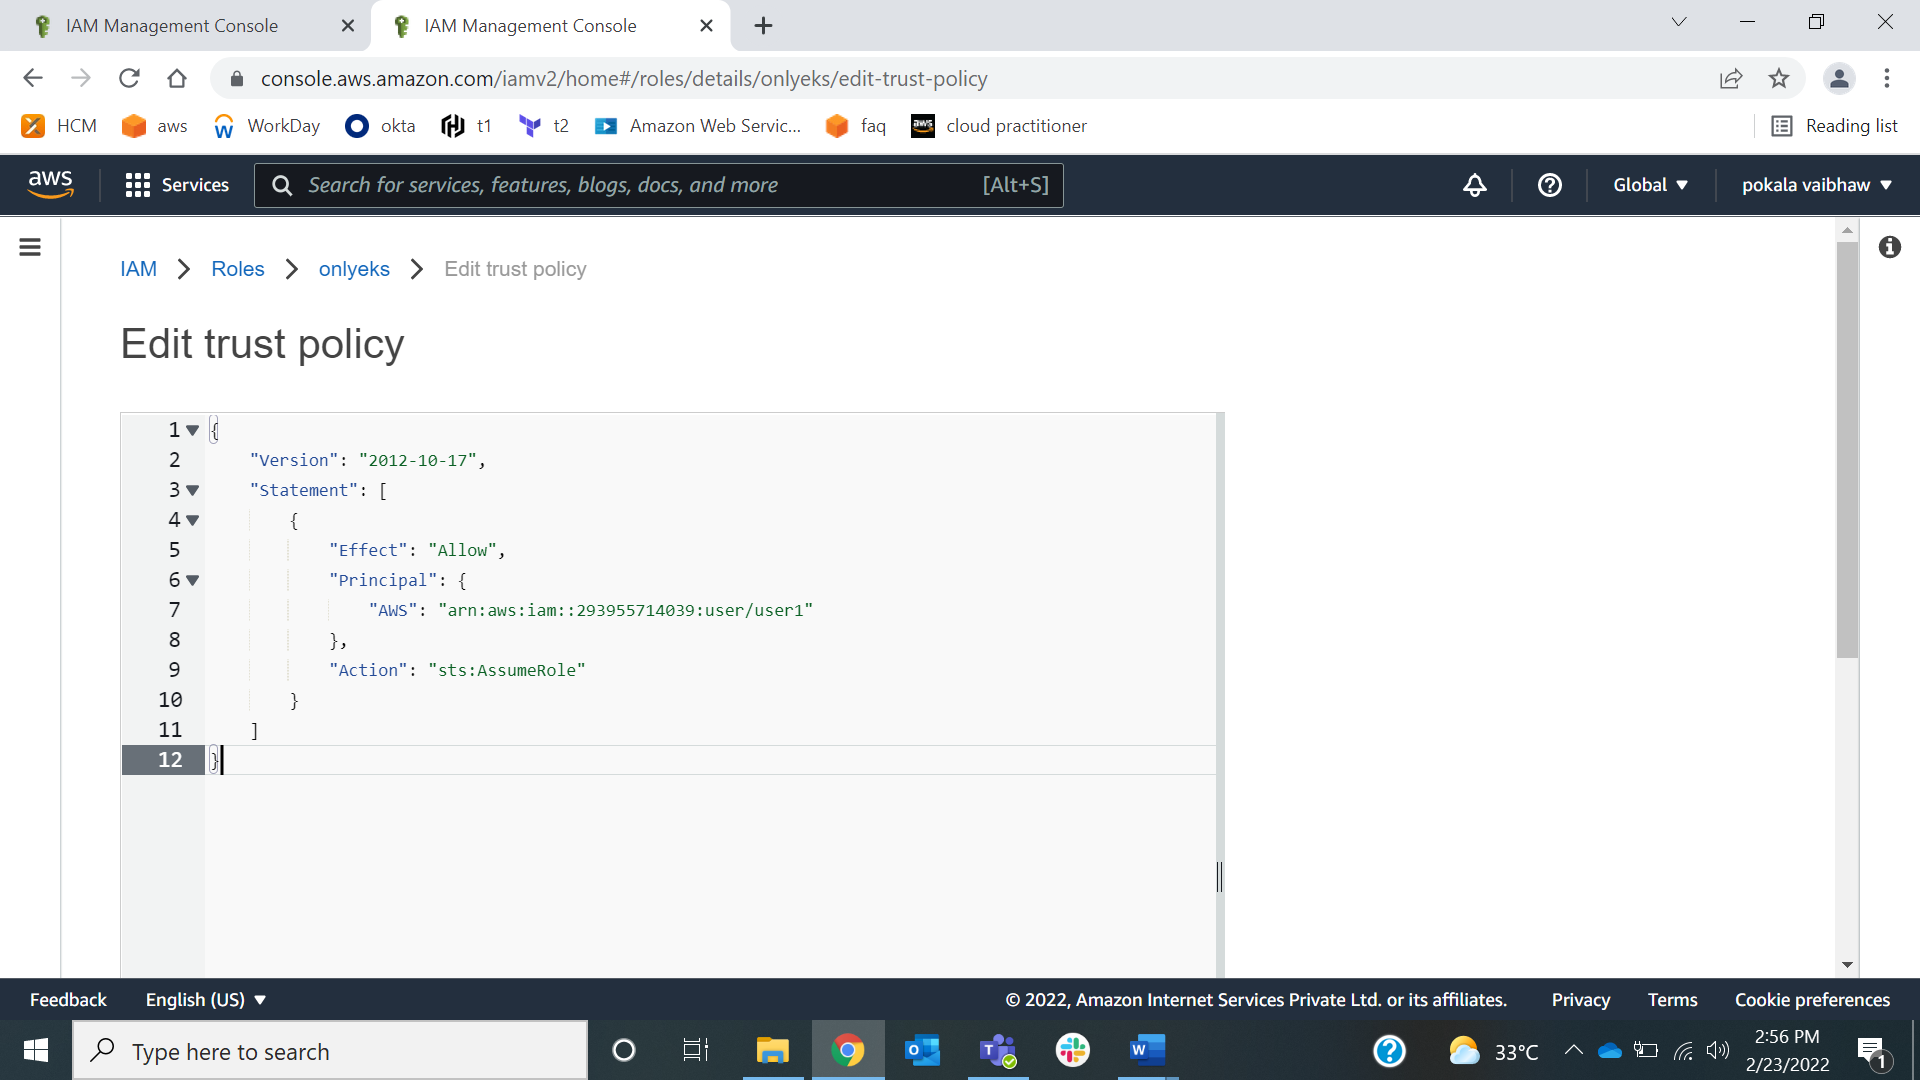 IAM Management Console
IAM Management Console
console.aws.amazon.com/iamv2/home#/roles/details/onlyeks/edit-trust-policy
HCM aws WorkDay okta t1 t2 Amazon Web Servic... faq aws cloud practitioner Reading list
aws Services Search for services, features, blogs, docs, and more [Alt+S] Global pokala vaibhaw
IAM > Roles > onlyeks > Edit trust policy
Edit trust policy
1 {
2 "Version": "2012-10-17",
3 "Statement": [
4 {
5 "Effect": "Allow",
6 "Principal": {
7 "AWS": "arn:aws:iam::293955714039:user/user1"
8 },
9 "Action": "sts:AssumeRole"
10 }
11 ]
12 }
Feedback English (US) © 2022, Amazon Internet Services Private Ltd. or its affiliates. Privacy Terms Cookie preferences
Type here to search 33°C 2:56 PM
2/23/2022 1